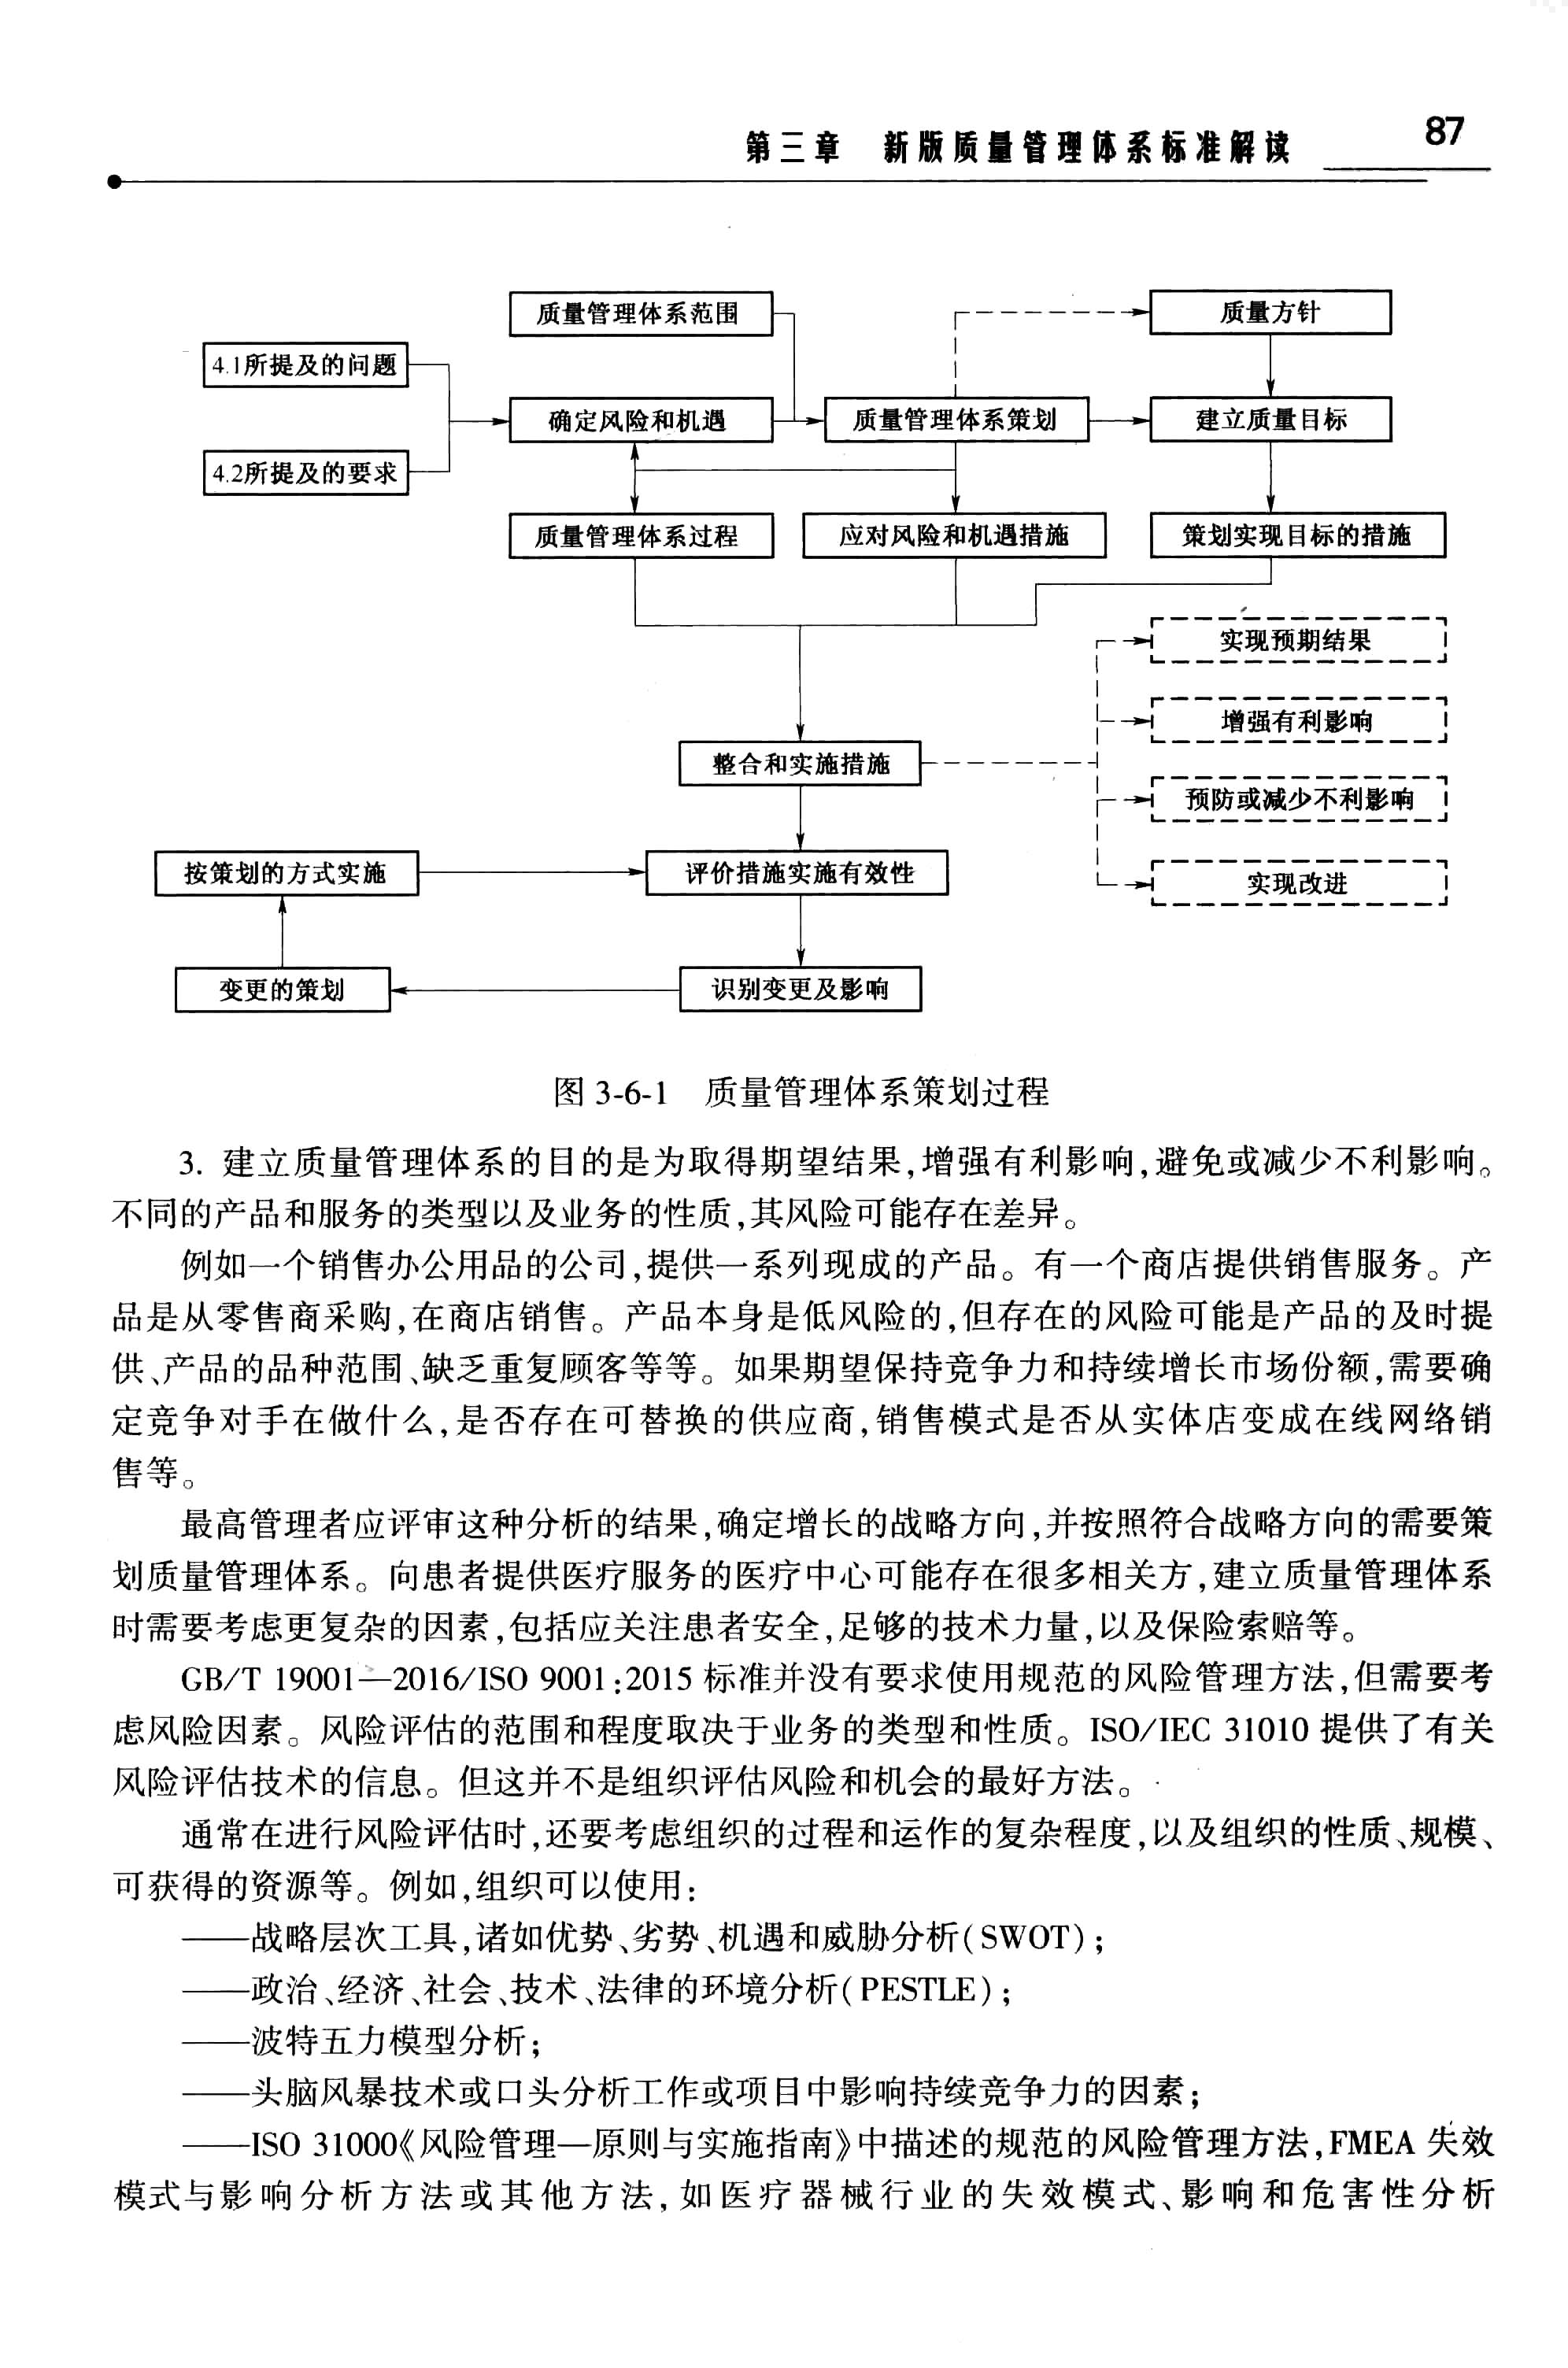 第三章 新版质量管理体系标准解读 87
质量管理体系范围
质量方针
4.1所提及的问题
确定风险和机遇
质量管理体系策划
建立质量目标
4.2所提及的要求
质量管理体系过程
应对风险和机遇措施
策划实现目标的措施
实现预期结果
增强有利影响
整合和实施措施
预防或减少不利影响
按策划的方式实施
评价措施实施有效性
实现改进
变更的策划
识别变更及影响
图 3-6-1 质量管理体系策划过程
3. 建立质量管理体系的目的是为取得期望结果,增强有利影响,避免或减少不利影响。
不同的产品和服务的类型以及业务的性质,其风险可能存在差异。
例如一个销售办公用品的公司,提供一系列现成的产品。有一个商店提供销售服务。产
品是从零售商采购,在商店销售。产品本身是低风险的,但存在的风险可能是产品的及时提
供、产品的品种范围、缺乏重复顾客等等。如果期望保持竞争力和持续增长市场份额,需要确
定竞争对手在做什么,是否存在可替换的供应商,销售模式是否从实体店变成在线网络销
售等。
最高管理者应评审这种分析的结果,确定增长的战略方向,并按照符合战略方向的需要策
划质量管理体系。向患者提供医疗服务的医疗中心可能存在很多相关方,建立质量管理体系
时需要考虑更复杂的因素,包括应关注患者安全,足够的技术力量,以及保险索赔等。
GB/T 19001—2016/ISO 9001:2015 标准并没有要求使用规范的风险管理方法,但需要考
虑风险因素。风险评估的范围和程度取决于业务的类型和性质。ISO/IEC 31010 提供了有关
风险评估技术的信息。但这并不是组织评估风险和机会的最好方法。
通常在进行风险评估时,还要考虑组织的过程和运作的复杂程度,以及组织的性质、规模、
可获得的资源等。例如,组织可以使用:
——战略层次工具,诸如优势、劣势、机遇和威胁分析(SWOT);
——政治、经济、社会、技术、法律的环境分析(PESTLE);
——波特五力模型分析;
——头脑风暴技术或口头分析工作或项目中影响持续竞争力的因素;
——ISO 31000《风险管理—原则与实施指南》中描述的规范的风险管理方法,FMEA 失效
模式与影响分析方法或其他方法,如医疗器械行业的失效模式、影响和危害性分析